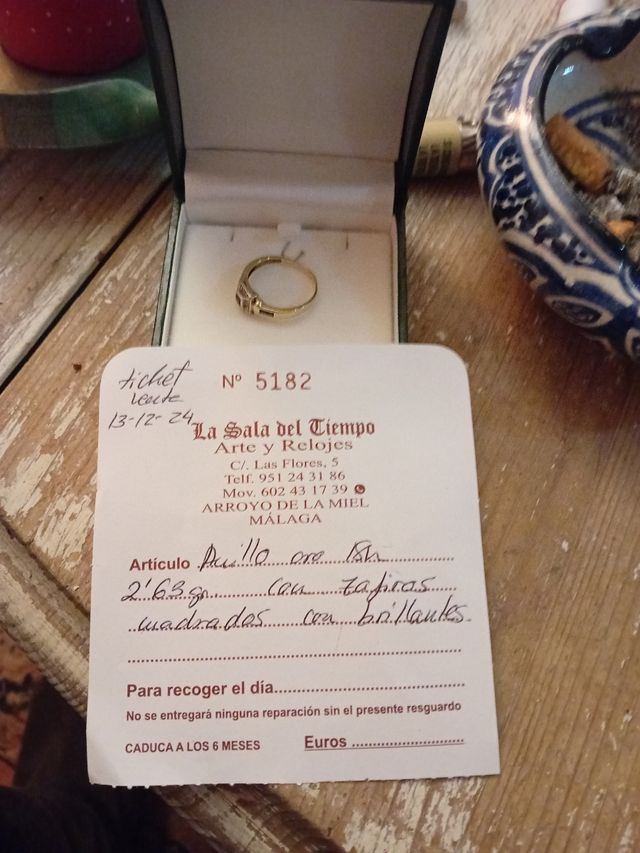 ticket
venta
13-12-24
Nº 5182
La Sala del Tiempo
Arte y Relojes
C/. Las Flores, 5
Telf. 951 24 31 86
Mov. 602 43 17 39
ARROYO DE LA MIEL
MÁLAGA
Artículo Anillo oro 18k
2'63 gr. con zafiros
cuadrados con brillantes.
Para recoger el día
No se entregará ninguna reparación sin el presente resguardo
CADUCA A LOS 6 MESES Euros